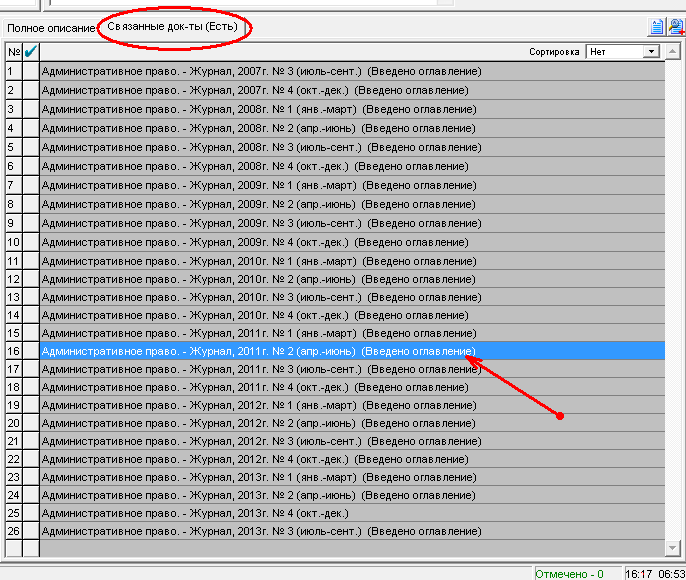 Полное описание Связанные док-ты (Есть)
№ Сортировка Нет
1 Административное право. - Журнал, 2007г. № 3 (июль-сент.) (Введено оглавление)
2 Административное право. - Журнал, 2007г. № 4 (окт.-дек.) (Введено оглавление)
3 Административное право. - Журнал, 2008г. № 1 (янв.-март) (Введено оглавление)
4 Административное право. - Журнал, 2008г. № 2 (апр.-июнь) (Введено оглавление)
5 Административное право. - Журнал, 2008г. № 3 (июль-сент.) (Введено оглавление)
6 Административное право. - Журнал, 2008г. № 4 (окт.-дек.) (Введено оглавление)
7 Административное право. - Журнал, 2009г. № 1 (янв.-март) (Введено оглавление)
8 Административное право. - Журнал, 2009г. № 2 (апр.-июнь) (Введено оглавление)
9 Административное право. - Журнал, 2009г. № 3 (июль-сент.) (Введено оглавление)
10 Административное право. - Журнал, 2009г. № 4 (окт.-дек.) (Введено оглавление)
11 Административное право. - Журнал, 2010г. № 1 (янв.-март) (Введено оглавление)
12 Административное право. - Журнал, 2010г. № 2 (апр.-июнь) (Введено оглавление)
13 Административное право. - Журнал, 2010г. № 3 (июль-сент.) (Введено оглавление)
14 Административное право. - Журнал, 2010г. № 4 (окт.-дек.) (Введено оглавление)
15 Административное право. - Журнал, 2011г. № 1 (янв.-март) (Введено оглавление)
16 Административное право. - Журнал, 2011г. № 2 (апр.-июнь) (Введено оглавление)
17 Административное право. - Журнал, 2011г. № 3 (июль-сент.) (Введено оглавление)
18 Административное право. - Журнал, 2011г. № 4 (окт.-дек.) (Введено оглавление)
19 Административное право. - Журнал, 2012г. № 1 (янв.-март) (Введено оглавление)
20 Административное право. - Журнал, 2012г. № 2 (апр.-июнь) (Введено оглавление)
21 Административное право. - Журнал, 2012г. № 3 (июль-сент.) (Введено оглавление)
22 Административное право. - Журнал, 2012г. № 4 (окт.-дек.) (Введено оглавление)
23 Административное право. - Журнал, 2013г. № 1 (янв.-март) (Введено оглавление)
24 Административное право. - Журнал, 2013г. № 2 (апр.-июнь) (Введено оглавление)
25 Административное право. - Журнал, 2013г. № 4 (окт.-дек.)
26 Административное право. - Журнал, 2013г. № 3 (июль-сент.) (Введено оглавление)
Отмечено - 0 16:17 06:53